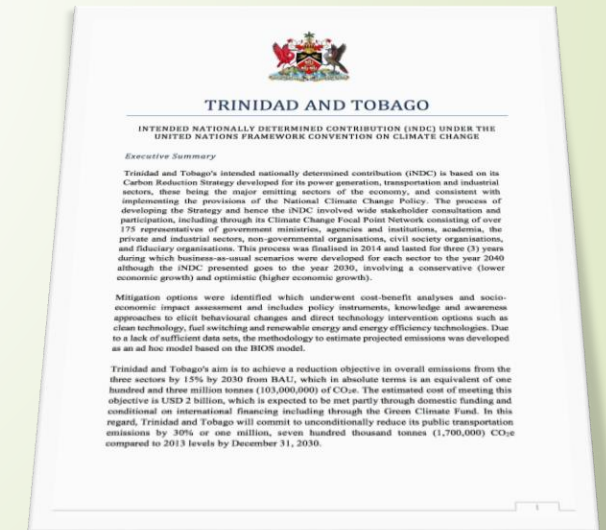 TRINIDAD AND TOBAGO
INTENDED NATIONALLY DETERMINED CONTRIBUTION (iNDC) UNDER THE
UNITED NATIONS FRAMEWORK CONVENTION ON CLIMATE CHANGE
Executive Summary
Trinidad and Tobago's intended nationally determined contribution (iNDC) is based on its
Carbon Reduction Strategy developed for its power generation, transportation and industrial
sectors, these being the major emitting sectors of the economy, and consistent with
implementing the provisions of the National Climate Change Policy. The process of
developing the Strategy and hence the iNDC involved wide stakeholder consultation and
participation, including through its Climate Change Focal Point Network consisting of over
175 representatives of government ministries, agencies and institutions, academia, the
private and industrial sectors, non-governmental organisations, civil society organisations,
and fiduciary organisations. This process was finalised in 2014 and lasted for three (3) years
during which business-as-usual scenarios were developed for each sector to the year 2040
although the iNDC presented goes to the year 2030, involving a conservative (lower
economic growth) and optimistic (higher economic growth).
Mitigation options were identified which underwent cost-benefit analyses and socio-
economic impact assessment and includes policy instruments, knowledge and awareness
approaches to elicit behavioural changes and direct technology intervention options such as
clean technology, fuel switching and renewable energy and energy efficiency technologies. Due
to a lack of sufficient data sets, the methodology to estimate projected emissions was developed
as an ad hoc model based on the BIOS model.
Trinidad and Tobago's aim is to achieve a reduction objective in overall emissions from the
three sectors by 15% by 2030 from BAU, which in absolute terms is an equivalent of one
hundred and three million tonnes (103,000,000) of CO₂e. The estimated cost of meeting this
objective is USD 2 billion, which is expected to be met partly through domestic funding and
conditional on international financing including through the Green Climate Fund. In this
regard, Trinidad and Tobago will commit to unconditionally reduce its public transportation
emissions by 30% or one million, seven hundred thousand tonnes (1,700,000) CO₂e
compared to 2013 levels by December 31, 2030.
1